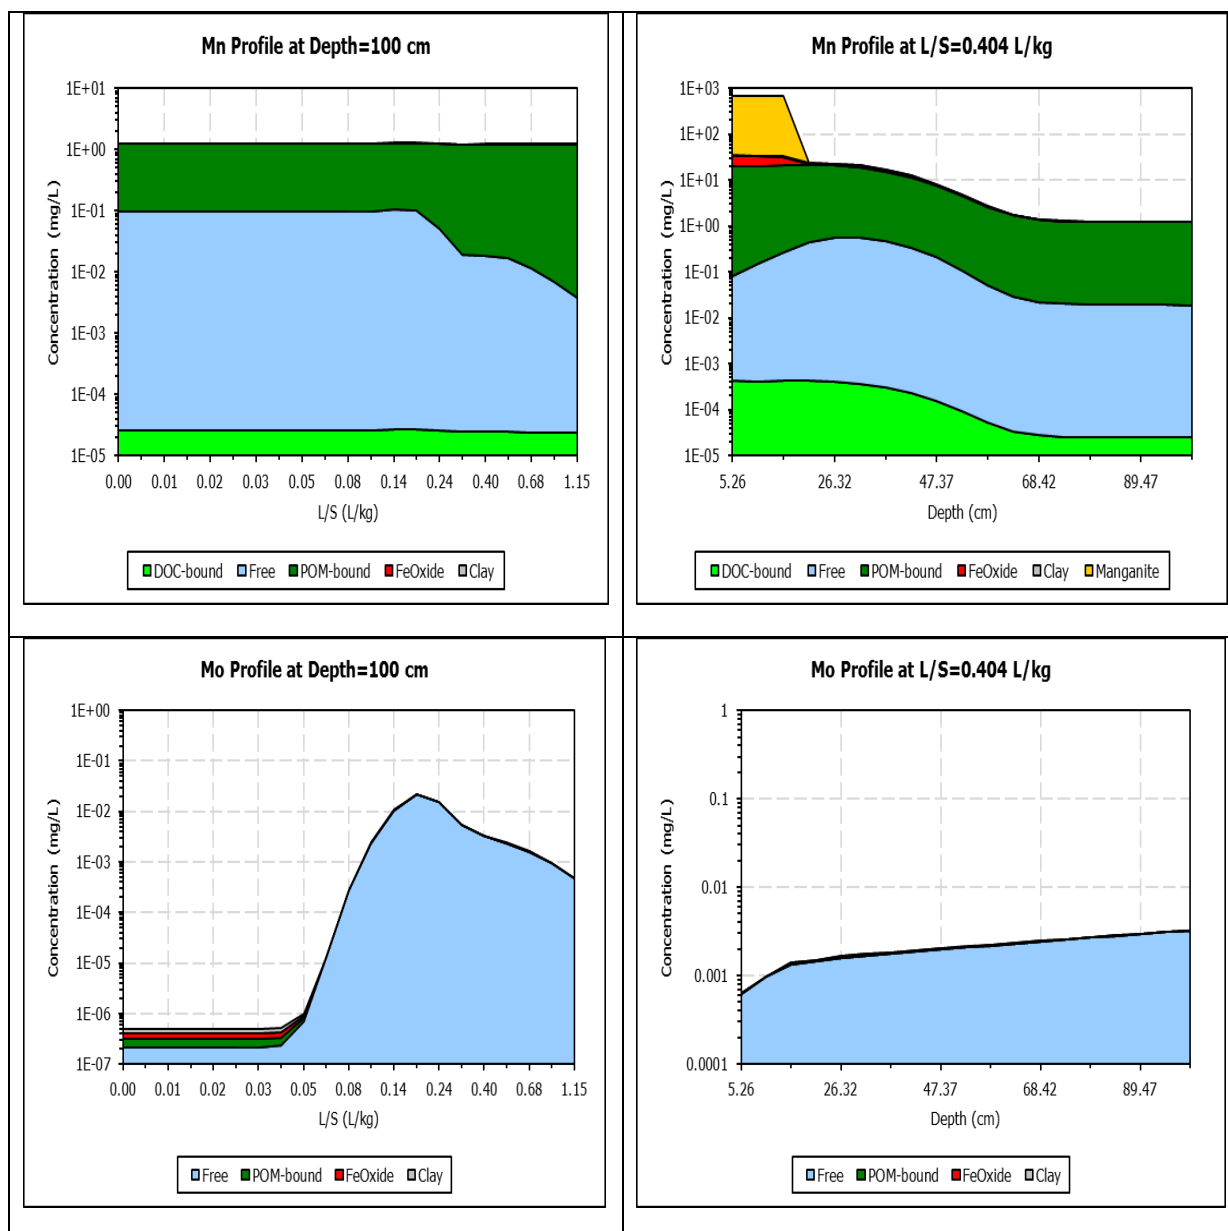 Mn Profile at Depth=100 cm
1E+01
1E+00
1E-01
1E-02
1E-03
1E-04
1E-05
Concentration (mg/L)
0.00 0.01 0.02 0.03 0.05 0.08 0.14 0.24 0.40 0.68 1.15
L/S (L/kg)
DOC-bound Free POM-bound FeOxide Clay
Mn Profile at L/S=0.404 L/kg
1E+03
1E+02
1E+01
1E+00
1E-01
1E-02
1E-03
1E-04
1E-05
Concentration (mg/L)
5.26 26.32 47.37 68.42 89.47
Depth (cm)
DOC-bound Free POM-bound FeOxide Clay Manganite
Mo Profile at Depth=100 cm
1E+00
1E-01
1E-02
1E-03
1E-04
1E-05
1E-06
1E-07
Concentration (mg/L)
0.00 0.01 0.02 0.03 0.05 0.08 0.14 0.24 0.40 0.68 1.15
L/S (L/kg)
Free POM-bound FeOxide Clay
Mo Profile at L/S=0.404 L/kg
1
0.1
0.01
0.001
0.0001
Concentration (mg/L)
5.26 26.32 47.37 68.42 89.47
Depth (cm)
Free POM-bound FeOxide Clay